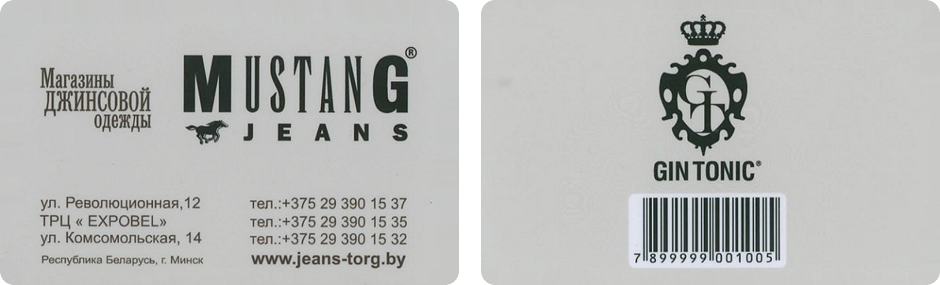 Магазины
ДЖИНСОВОЙ
одежды
MUSTANG®
JEANS
ул. Революционная,12
ТРЦ « EXPOBEL»
ул. Комсомольская, 14
Республика Беларусь, г. Минск
тел.:+375 29 390 15 37
тел.:+375 29 390 15 35
тел.:+375 29 390 15 32
www.jeans-torg.by
GT
GIN TONIC®
7 899999 001005